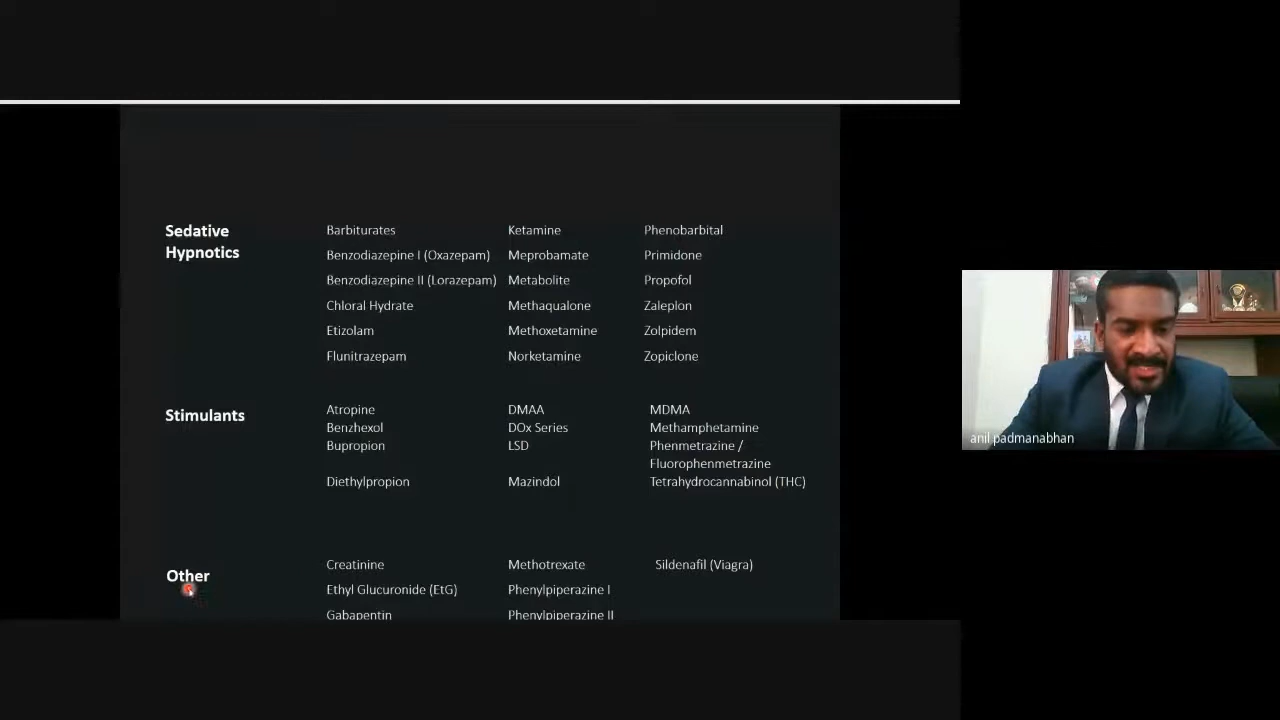 Sedative
Hypnotics
Barbiturates Ketamine Phenobarbital
Benzodiazepine I (Oxazepam) Meprobamate Primidone
Benzodiazepine II (Lorazepam) Metabolite Propofol
Chloral Hydrate Methaqualone Zaleplon
Etizolam Methoxetamine Zolpidem
Flunitrazepam Norketamine Zopiclone
Stimulants
Atropine DMAA MDMA
Benzhexol DOx Series Methamphetamine
Bupropion LSD Phenmetrazine /
Fluorophenmetrazine
Diethylpropion Mazindol Tetrahydrocannabinol (THC)
Other
Creatinine Methotrexate Sildenafil (Viagra)
Ethyl Glucuronide (EtG) Phenylpiperazine I
Gabapentin Phenylpiperazine II
anil padmanabhan